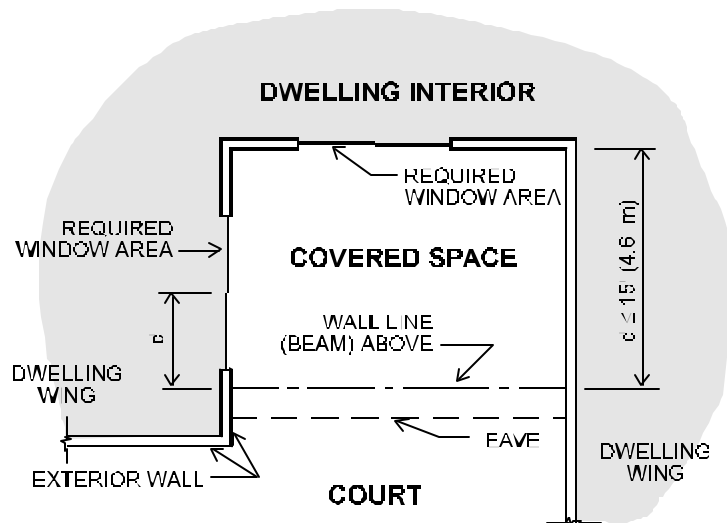 DWELLING INTERIOR
REQUIRED
WINDOW AREA
REQUIRED
WINDOW AREA
COVERED SPACE
d ≤ 15' (4.6 m)
WALL LINE
(BEAM) ABOVE
d
DWELLING
WING
EAVE
DWELLING
WING
EXTERIOR WALL
COURT